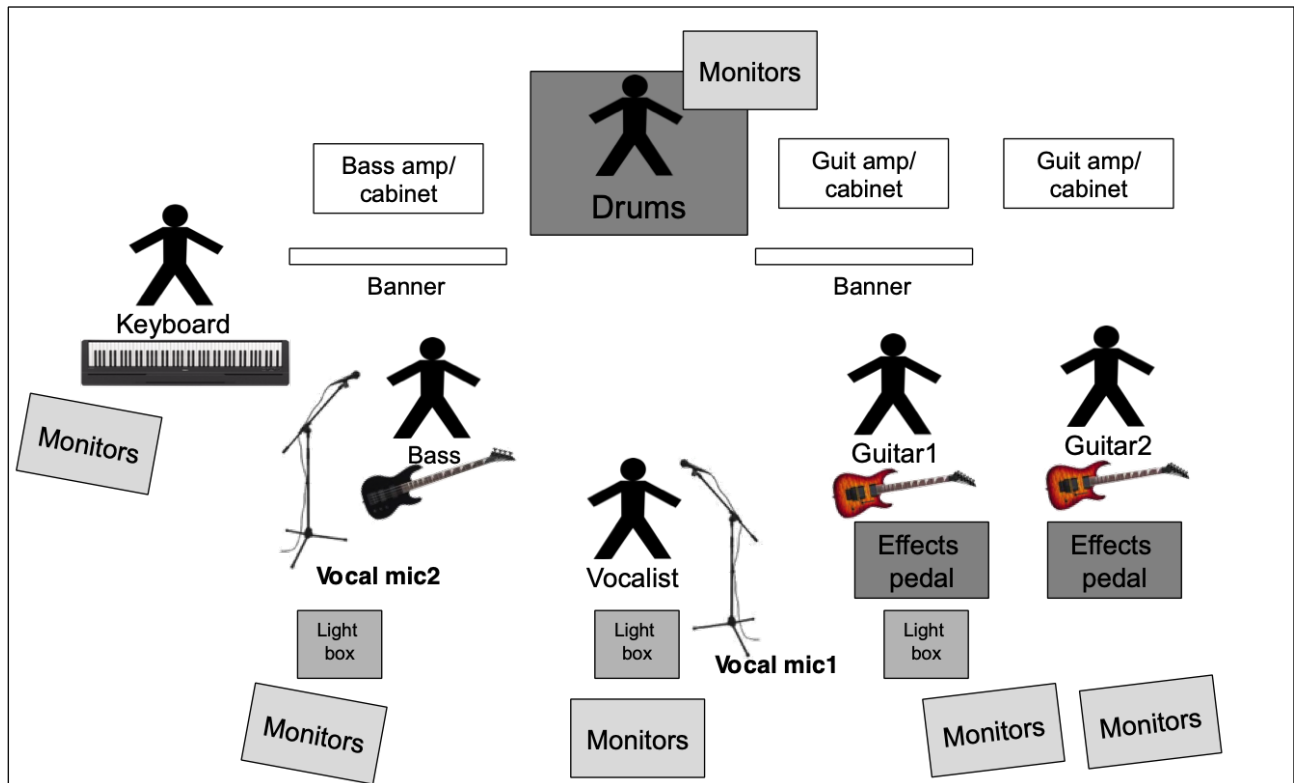 Monitors
Bass amp/
cabinet
Drums
Guit amp/
cabinet
Guit amp/
cabinet
Banner
Banner
Keyboard
Monitors
Bass
Guitar1
Guitar2
Vocal mic2
Vocalist
Effects
pedal
Effects
pedal
Light
box
Light
box
Vocal mic1
Light
box
Monitors
Monitors
Monitors
Monitors